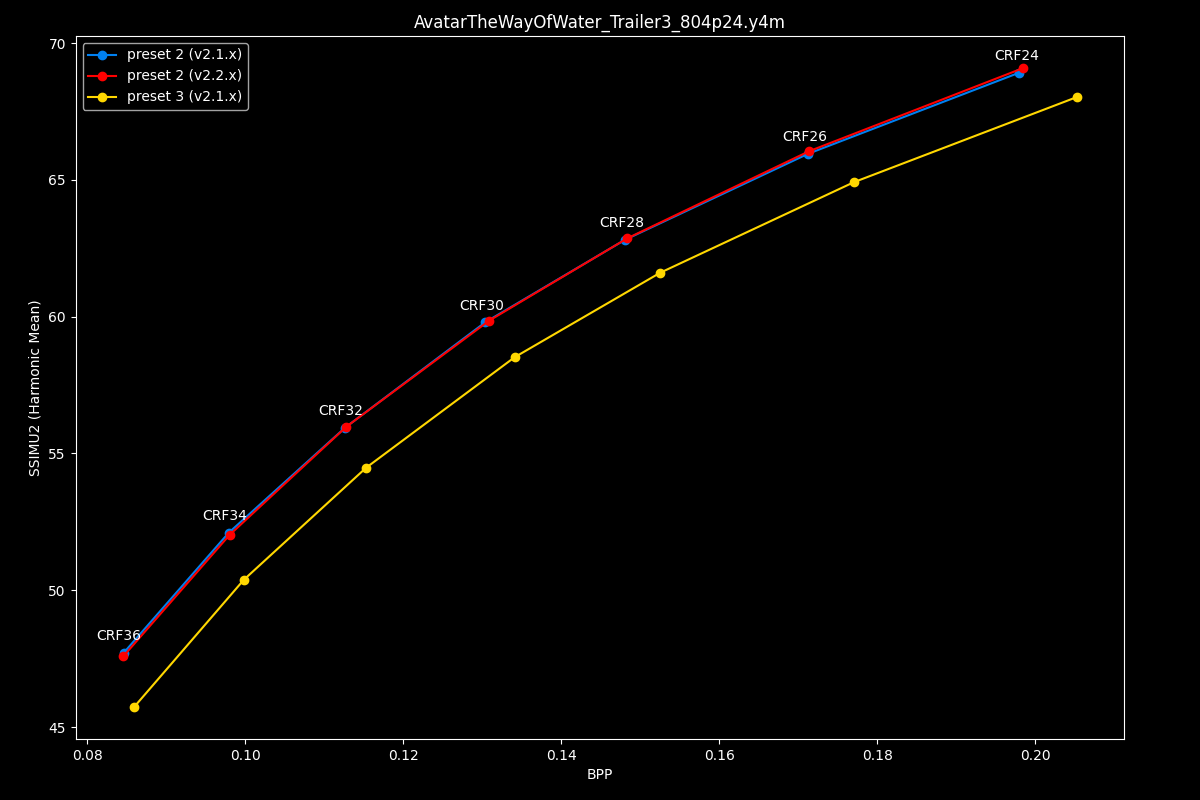 AvatarTheWayOfWater_Trailer3_804p24.y4m
preset 2 (v2.1.x)
preset 2 (v2.2.x)
preset 3 (v2.1.x)
CRF24
CRF26
CRF28
CRF30
CRF32
CRF34
CRF36
SSIMU2 (Harmonic Mean)
70
65
60
55
50
45
0.08 0.10 0.12 0.14 0.16 0.18 0.20
BPP